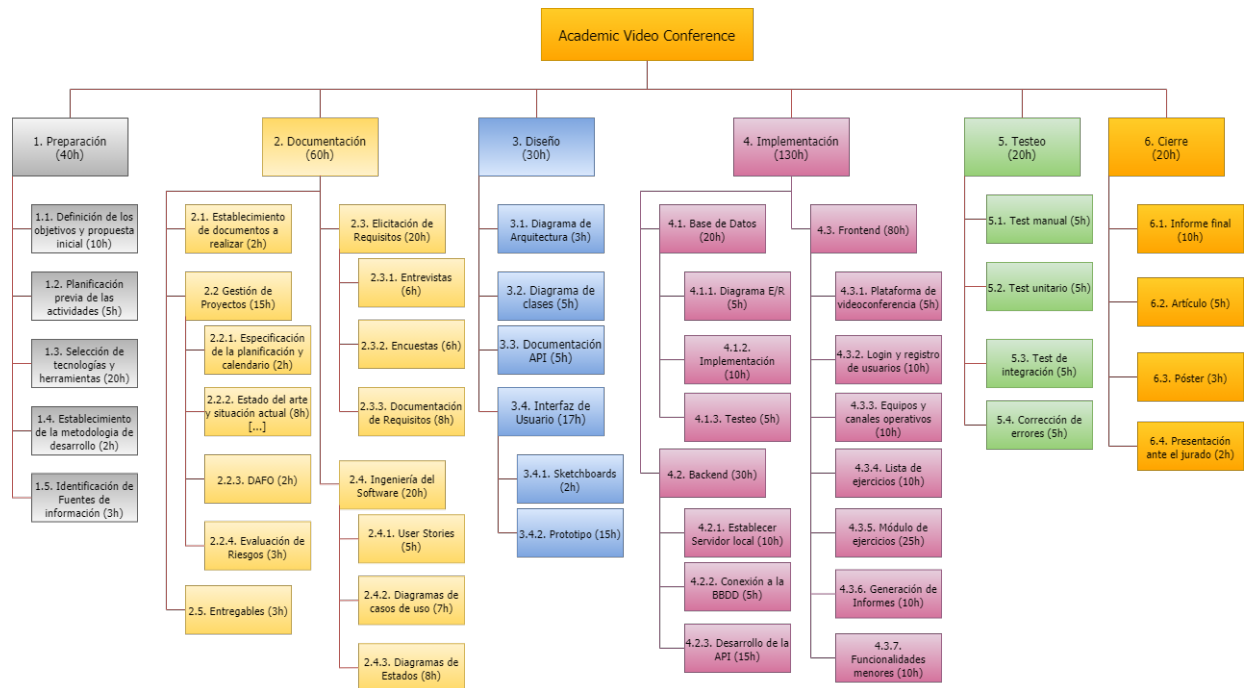 Academic Video Conference
1. Preparación
(40h)
2. Documentación
(60h)
3. Diseño
(30h)
4. Implementación
(130h)
5. Testeo
(20h)
6. Cierre
(20h)
1.1. Definición de los
objetivos y propuesta
inicial (10h)
1.2. Planificación
previa de las
actividades (5h)
1.3. Selección de
tecnologías y
herramientas (20h)
1.4. Establecimiento
de la metodologia de
desarrollo (2h)
1.5. Identificación de
Fuentes de
información (3h)
2.1. Establecimiento
de documentos a
realizar (2h)
2.2 Gestión de
Proyectos (15h)
2.2.1. Especificación
de la planificación y
calendario (2h)
2.2.2. Estado del arte
y situación actual (8h)
[...]
2.2.3. DAFO (2h)
2.2.4. Evaluación de
Riesgos (3h)
2.5. Entregables (3h)
2.3. Elicitación de
Requisitos (20h)
2.3.1. Entrevistas
(6h)
2.3.2. Encuestas (6h)
2.3.3. Documentación
de Requisitos (8h)
2.4. Ingeniería del
Software (20h)
2.4.1. User Stories
(5h)
2.4.2. Diagramas de
casos de uso (7h)
2.4.3. Diagramas de
Estados (8h)
3.1. Diagrama de
Arquitectura (3h)
3.2. Diagrama de
clases (5h)
3.3. Documentación
API (5h)
3.4. Interfaz de
Usuario (17h)
3.4.1. Sketchboards
(2h)
3.4.2. Prototipo (15h)
4.1. Base de Datos
(20h)
4.1.1. Diagrama E/R
(5h)
4.1.2.
Implementación
(10h)
4.1.3. Testeo (5h)
4.2. Backend (30h)
4.2.1. Establecer
Servidor local (10h)
4.2.2. Conexión a la
BBDD (5h)
4.2.3. Desarrollo de la
API (15h)
4.3. Frontend (80h)
4.3.1. Plataforma de
videoconferencia (5h)
4.3.2. Login y registro
de usuarios (10h)
4.3.3. Equipos y
canales operativos
(10h)
4.3.4. Lista de
ejercicios (10h)
4.3.5. Módulo de
ejercicios (25h)
4.3.6. Generación de
Informes (10h)
4.3.7.
Funcionalidades
menores (10h)
5.1. Test manual (5h)
5.2. Test unitario (5h)
5.3. Test de
integración (5h)
5.4. Corrección de
errores (5h)
6.1. Informe final
(10h)
6.2. Artículo (5h)
6.3. Póster (3h)
6.4. Presentación
ante el jurado (2h)